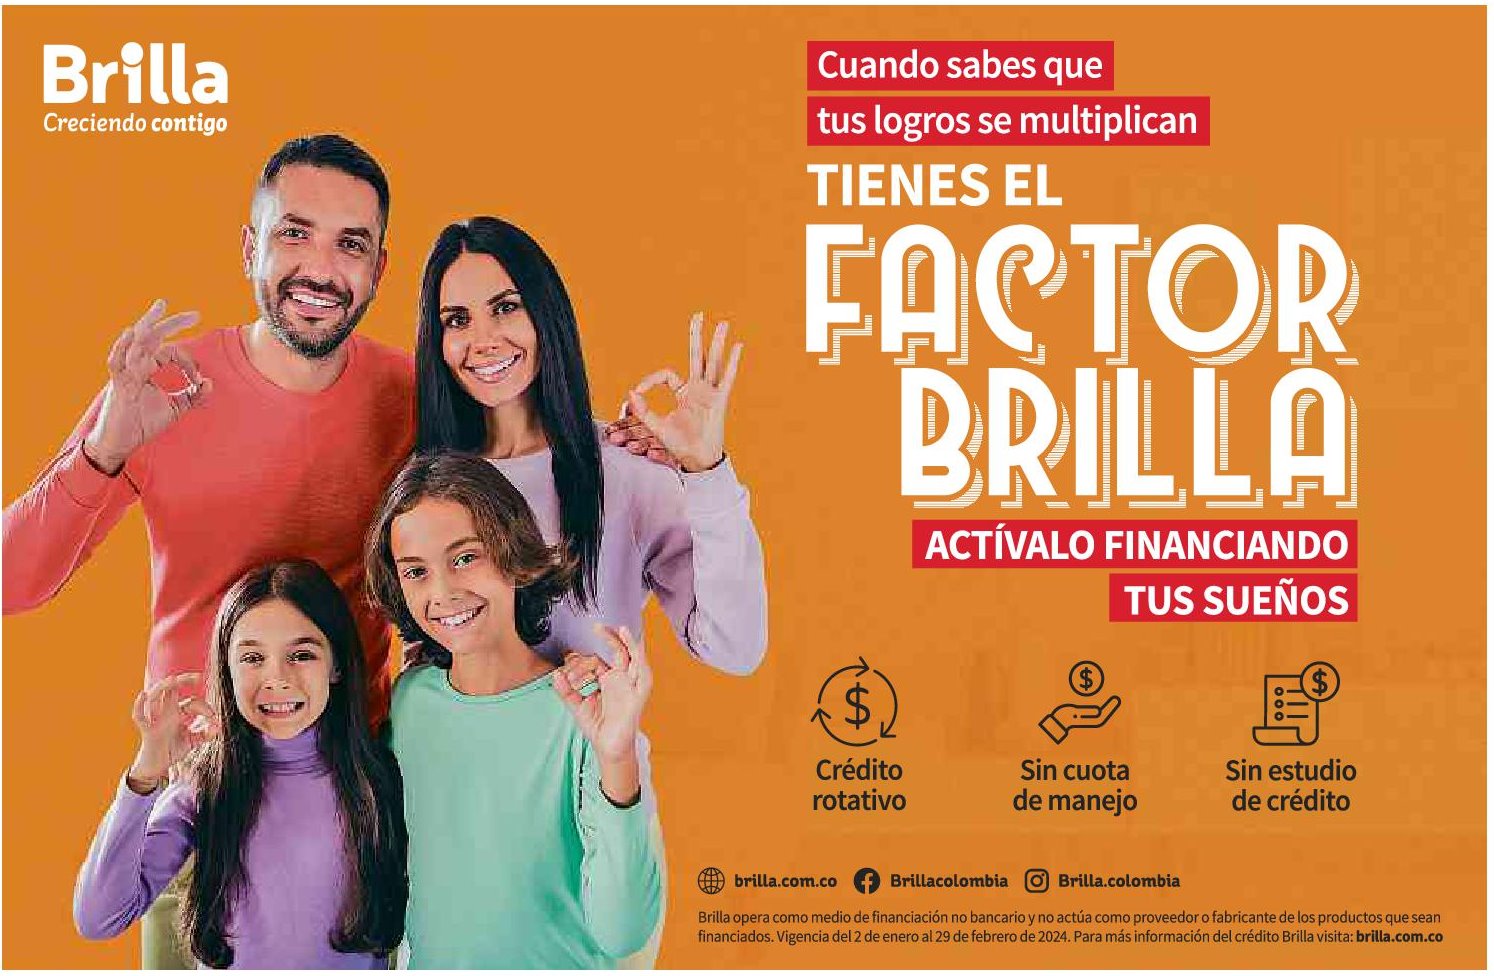 Brilla
Creciendo contigo
Cuando sabes que
tus logros se multiplican
TIENES EL
FACTOR
BRILLA
ACTÍVALO FINANCIANDO
TUS SUEÑOS
Crédito
rotativo
Sin cuota
de manejo
Sin estudio
de crédito
brilla.com.co Brillacolombia Brilla.colombia
Brilla opera como medio de financiación no bancario y no actúa como proveedor o fabricante de los productos que sean
financiados. Vigencia del 2 de enero al 29 de febrero de 2024. Para más información del crédito Brilla visita: brilla.com.co